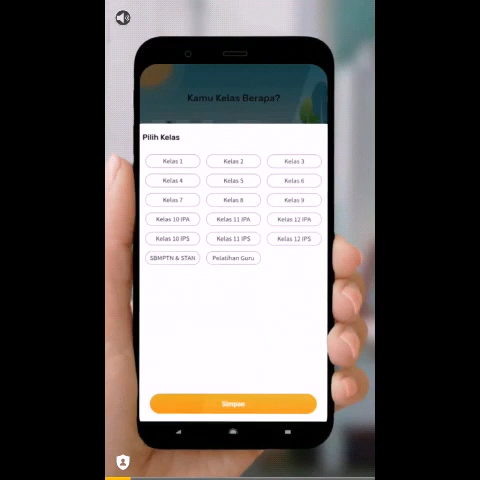 Kamu Kelas Berapa?
Pilih Kelas
Kelas 1 Kelas 2 Kelas 3
Kelas 4 Kelas 5 Kelas 6
Kelas 7 Kelas 8 Kelas 9
Kelas 10 IPA Kelas 11 IPA Kelas 12 IPA
Kelas 10 IPS Kelas 11 IPS Kelas 12 IPS
SBMPTN & STAN Pelatihan Guru
Simpan